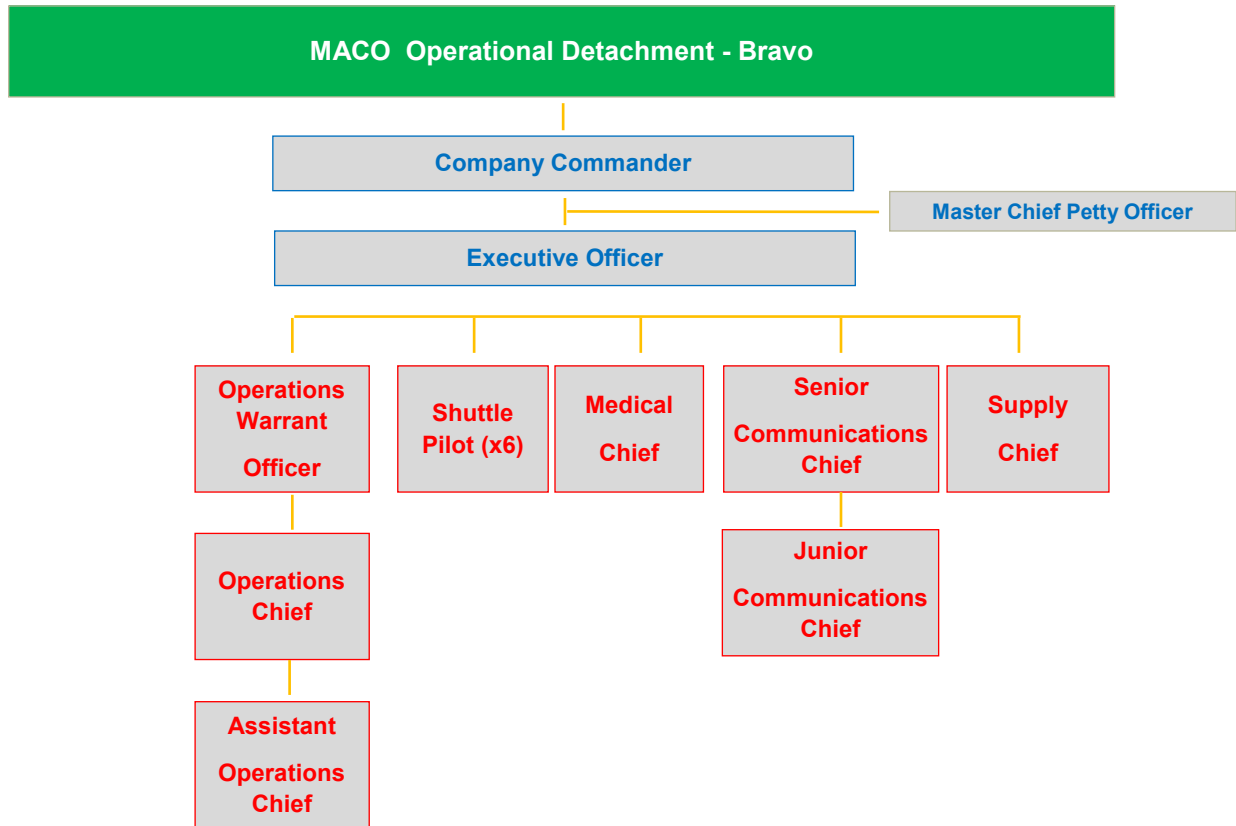 MACO  Operational Detachment - Bravo
Company Commander
Master Chief Petty Officer
Executive Officer
Operations
Warrant
Officer
Shuttle
Pilot (x6)
Medical
Chief
Senior
Communications
Chief
Supply
Chief
Operations
Chief
Junior
Communications
Chief
Assistant
Operations
Chief